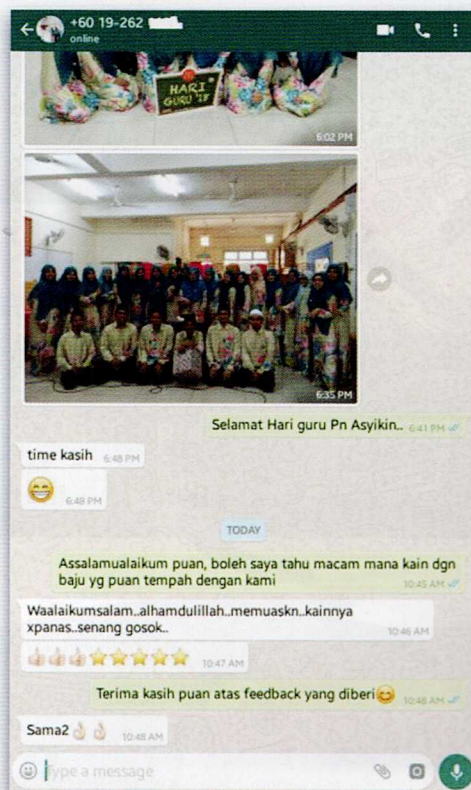 +60 19-262
online
HARI
GURU '18
6:02 PM
6:35 PM
Selamat Hari guru Pn Asyikin.. 6:41 PM
time kasih 6:48 PM
6:48 PM
TODAY
Assalamualaikum puan, boleh saya tahu macam mana kain dgn
baju yg puan tempah dengan kami 10:45 AM
Waalaikumsalam..alhamdulillah..memuaskn..kainnya
xpanas..senang gosok.. 10:46 AM
10:47 AM
Terima kasih puan atas feedback yang diberi 10:48 AM
Sama2 10:48 AM
Type a message